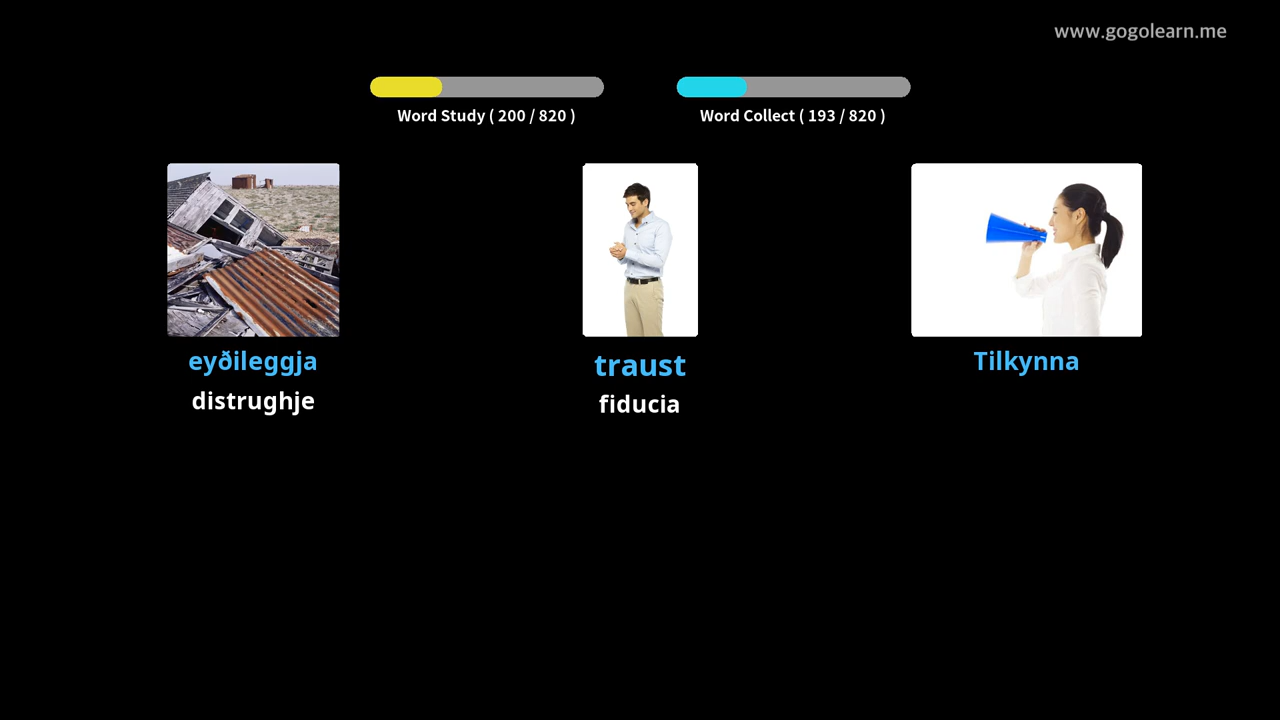 www.gogolearn.me
Word Study ( 200 / 820 )
Word Collect ( 193 / 820 )
eyðileggja
distrughje
traust
fiducia
Tilkynna